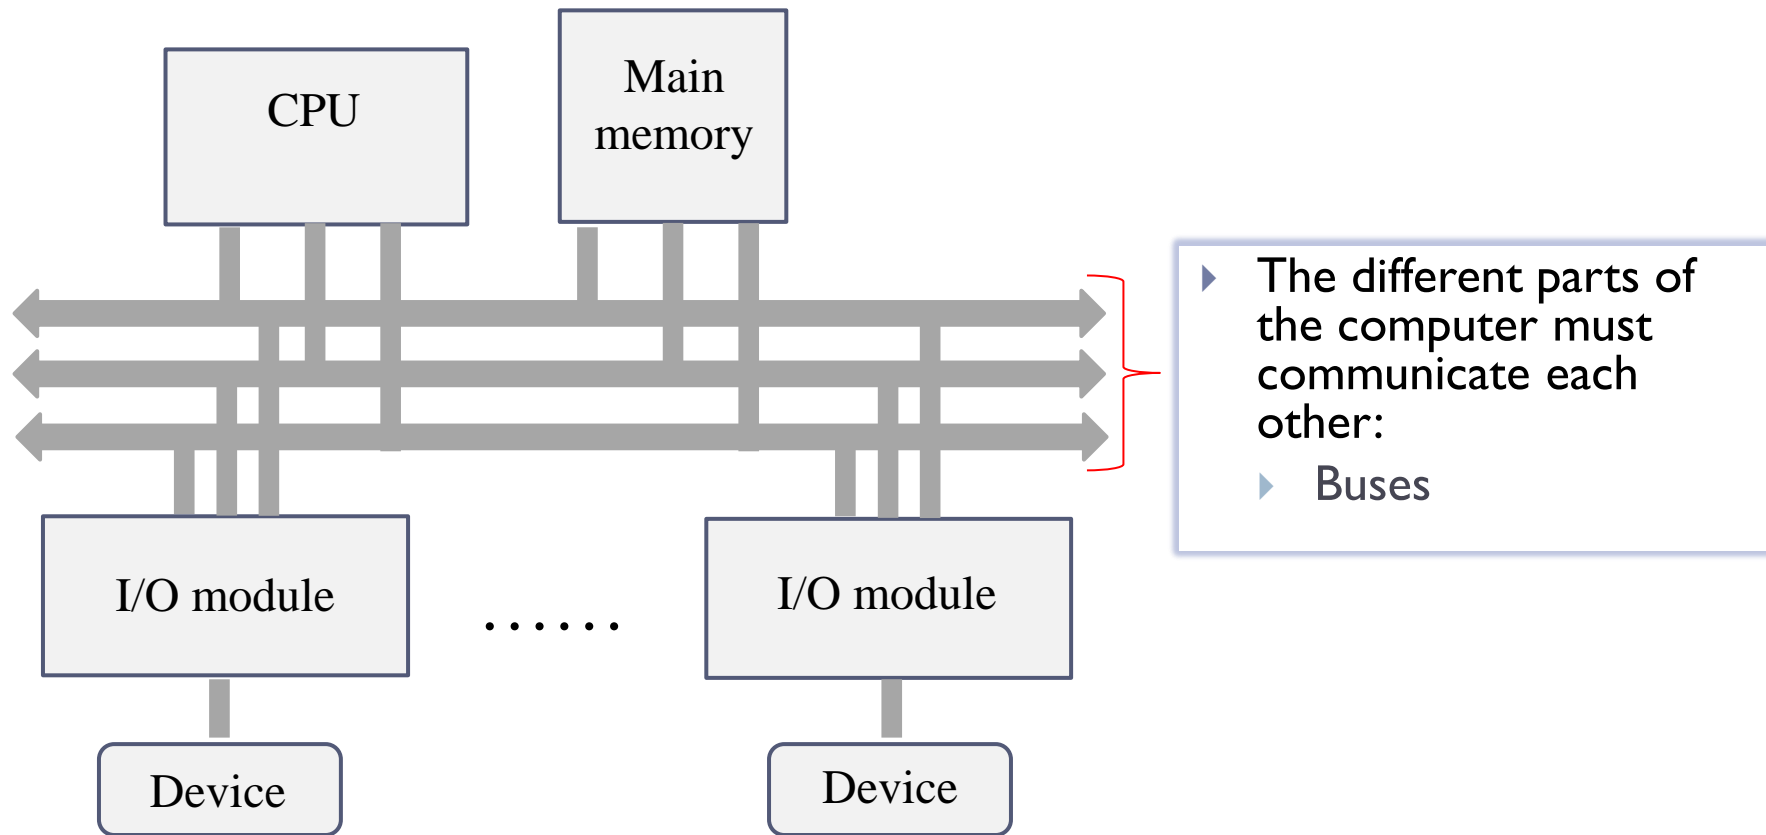 CPU
Main
memory
The different parts of
the computer must
communicate each
other:
Buses
I/O module
......
I/O module
Device
Device